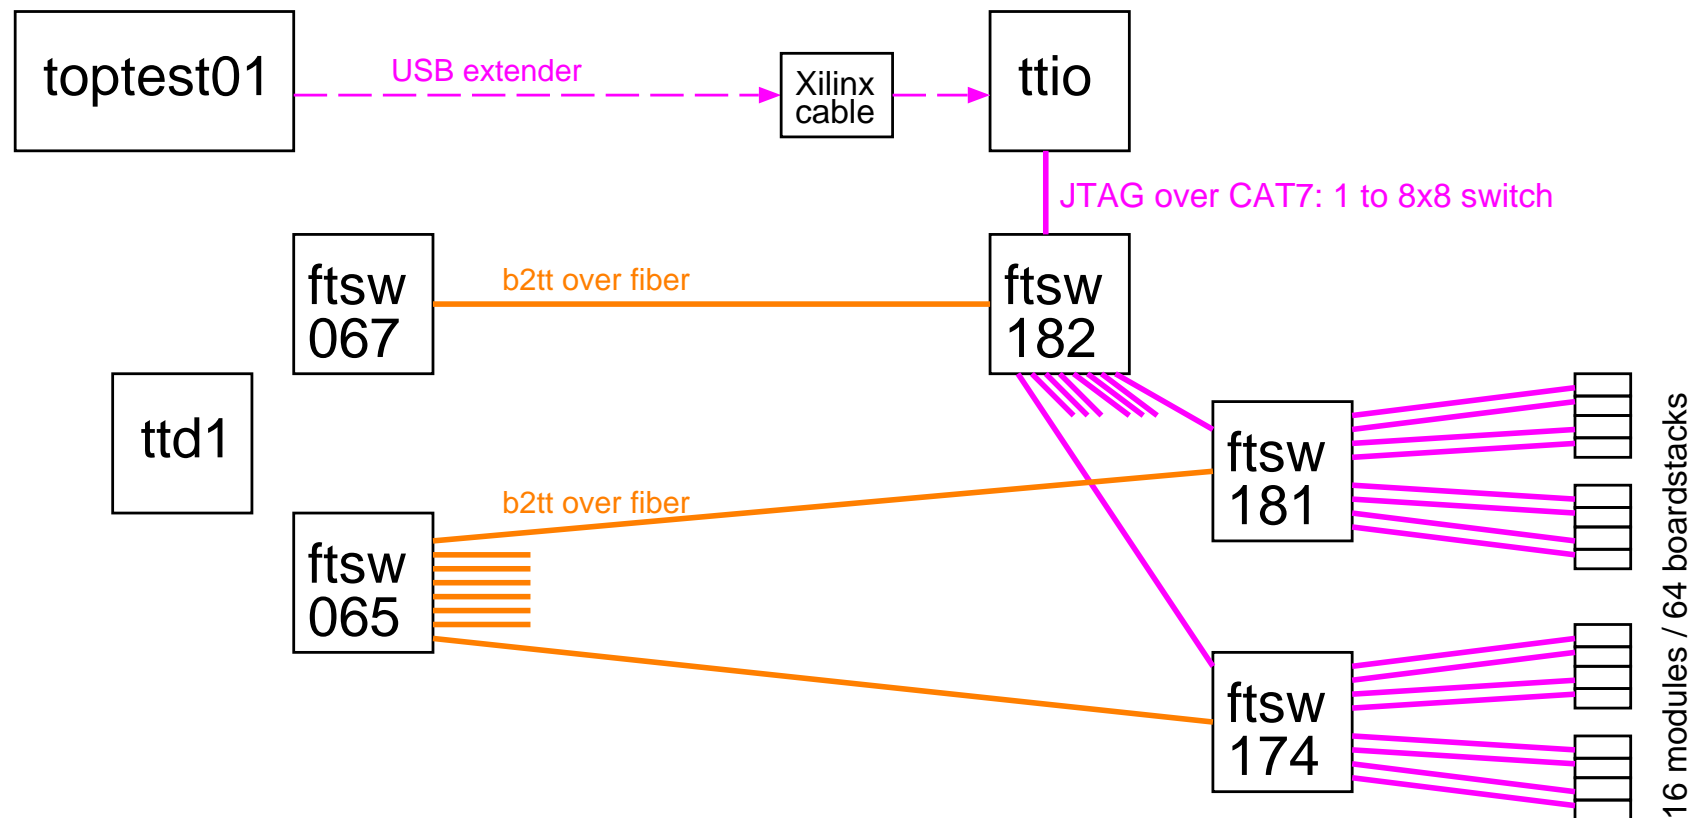 toptest01
USB extender
Xilinx
cable
ttio
JTAG over CAT7: 1 to 8x8 switch
ftsw
067
b2tt over fiber
ftsw
182
ttd1
ftsw
181
b2tt over fiber
ftsw
065
ftsw
174
16 modules / 64 boardstacks